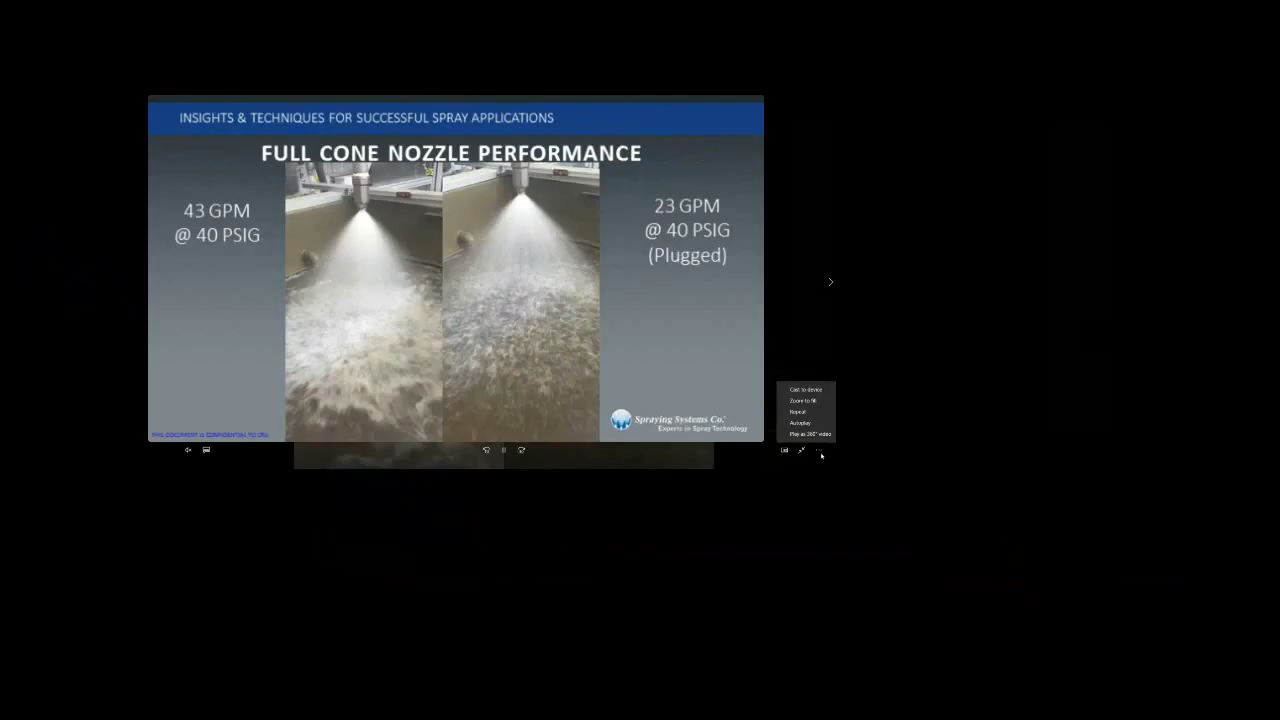 INSIGHTS & TECHNIQUES FOR SUCCESSFUL SPRAY APPLICATIONS
FULL CONE NOZZLE PERFORMANCE
43 GPM
@ 40 PSIG
23 GPM
@ 40 PSIG
(Plugged)
Spraying Systems Co.
Experts in Spray Technology
THIS DOCUMENT IS CONFIDENTIAL TO
Cast to device
Zoom to fill
Repeat
Autoplay
Play as 360° video